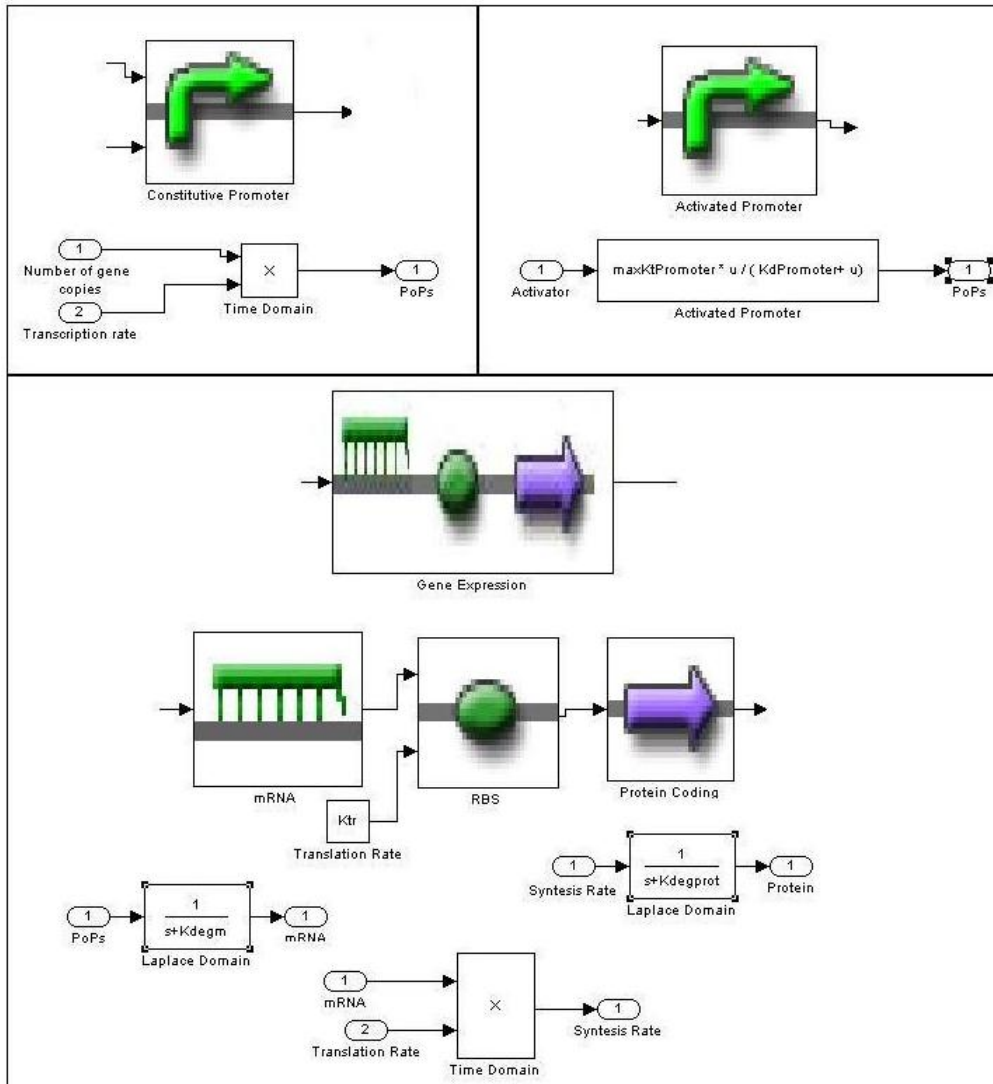 Constitutive Promoter
1
Number of gene
copies
2
Transcription rate
×
Time Domain
1
PoPs
Activated Promoter
1
Activator
maxKtPromoter * u / ( KdPromoter+ u)
Activated Promoter
1
PoPs
Gene Expression
mRNA
RBS
Protein Coding
Ktr
Translation Rate
1
Syntesis Rate
1
s+Kdegprot
Laplace Domain
1
Protein
1
PoPs
1
s+Kdegm
Laplace Domain
1
mRNA
1
mRNA
2
Translation Rate
×
Time Domain
1
Syntesis Rate